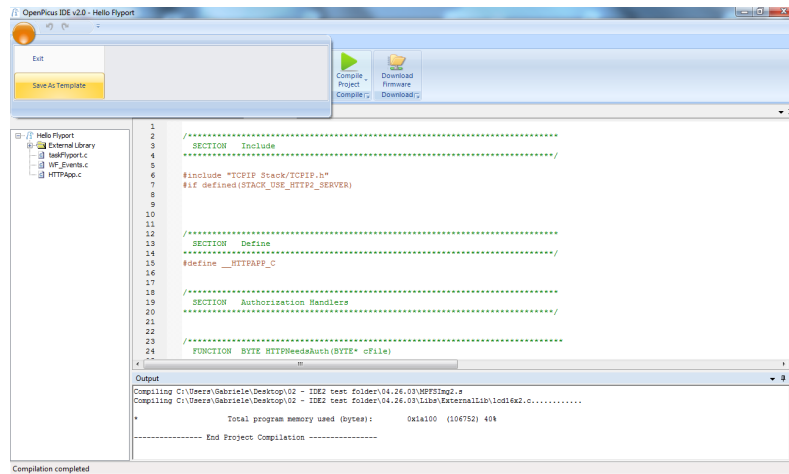 OpenPicus IDE v2.0 - Hello Flyport
Exit
Save As Template
Compile Project
Download Firmware
Compile
Download
Hello Flyport
External Library
taskFlyport.c
WF_Events.c
HTTPApp.c
1
2 /****************************************************************************
3 SECTION Include
4 ****************************************************************************/
5
6 #include "TCPIP Stack/TCPIP.h"
7 #if defined(STACK_USE_HTTP2_SERVER)
8
9
10
11
12 /****************************************************************************
13 SECTION Define
14 ****************************************************************************/
15 #define __HTTPAPP_C
16
17
18 /****************************************************************************
19 SECTION Authorization Handlers
20 ****************************************************************************/
21
22
23 /*****************************************************************************
24 FUNCTION BYTE HTTPNeedsAuth(BYTE* cFile)
Output
Compiling C:\Users\Gabriele\Desktop\02 - IDE2 test folder\04.26.03\MPFSImg2.s
Compiling C:\Users\Gabriele\Desktop\02 - IDE2 test folder\04.26.03\Libs\ExternalLib\lcd16x2.c............
* Total program memory used (bytes): 0x1a100 (106752) 40%
---------------- End Project Compilation ----------------
Compilation completed